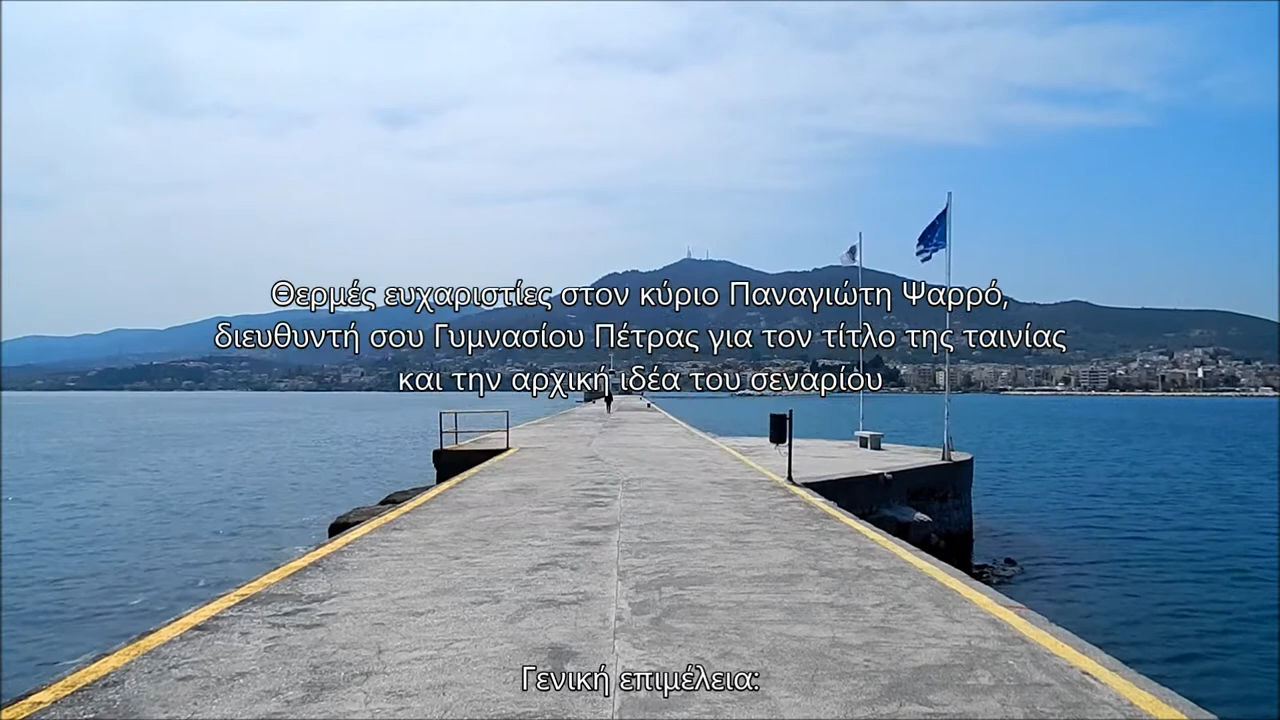 Θερμές ευχαριστίες στον κύριο Παναγιώτη Ψαρρό,
διευθυντή σου Γυμνασίου Πέτρας για τον τίτλο της ταινίας
και την αρχική ιδέα του σεναρίου
Γενική επιμέλεια: